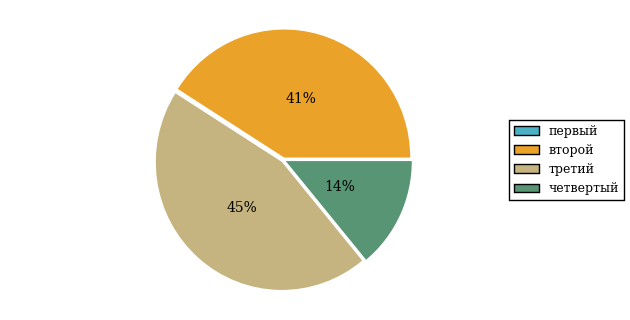 41%
14%
45%
первый
второй
третий
четвертый